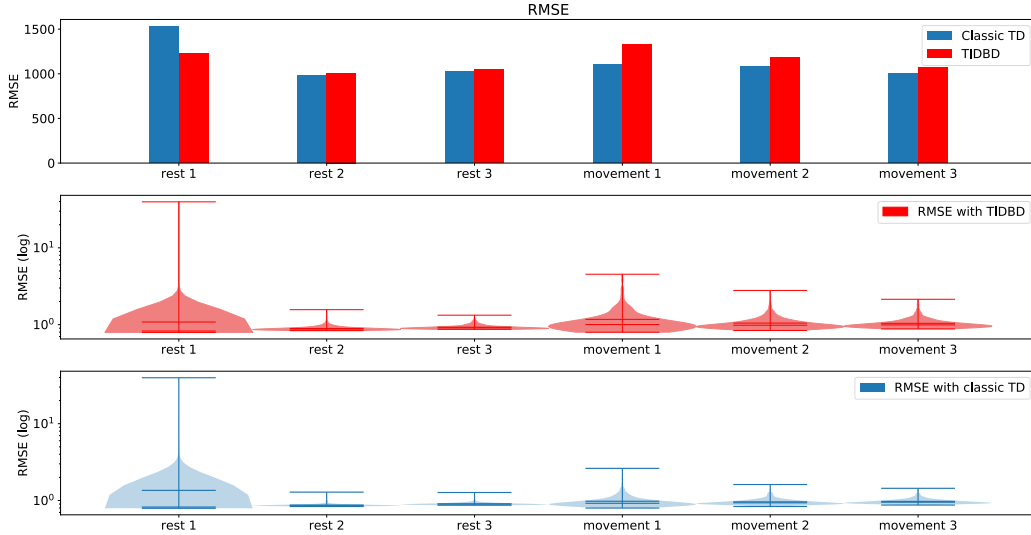 RMSE
1500
1000
500
0
RMSE
Classic TD
TIDBD
rest 1 rest 2 rest 3 movement 1 movement 2 movement 3
10¹
10⁰
RMSE (log)
RMSE with TIDBD
rest 1 rest 2 rest 3 movement 1 movement 2 movement 3
10¹
10⁰
RMSE (log)
RMSE with classic TD
rest 1 rest 2 rest 3 movement 1 movement 2 movement 3